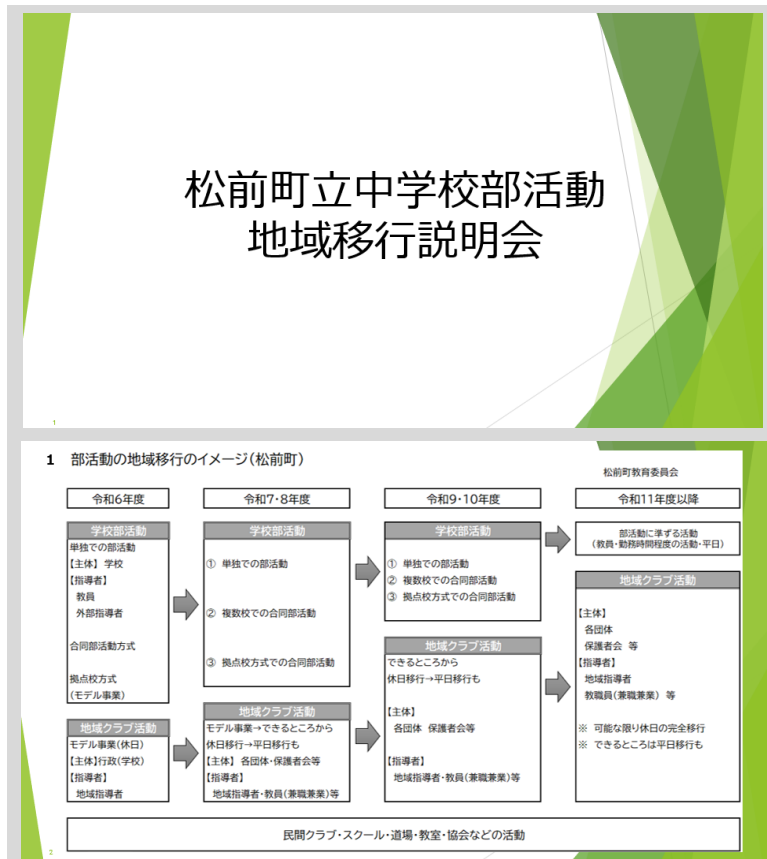 松前町立中学校部活動
地域移行説明会
1
1 部活動の地域移行のイメージ(松前町)
松前町教育委員会
令和6年度
学校部活動
単独での部活動
【主体】 学校
【指導者】
教員
外部指導者
合同部活動方式
拠点校方式
(モデル事業)
地域クラブ活動
モデル事業(休日)
【主体】行政(学校)
【指導者】
地域指導者
令和7・8年度
学校部活動
① 単独での部活動
② 複数校での合同部活動
③ 拠点校方式での合同部活動
地域クラブ活動
モデル事業→できるところから
休日移行→平日移行も
【主体】 各団体・保護者会等
【指導者】
地域指導者・教員(兼職兼業)等
令和9・10年度
学校部活動
① 単独での部活動
② 複数校での合同部活動
③ 拠点校方式での合同部活動
地域クラブ活動
できるところから
休日移行→平日移行も
【主体】
各団体 保護者会等
【指導者】
地域指導者・教員(兼職兼業)等
令和11年度以降
部活動に準ずる活動
(教員・勤務時間程度の活動・平日)
地域クラブ活動
【主体】
各団体
保護者会 等
【指導者】
地域指導者
教職員(兼職兼業) 等
※ 可能な限り休日の完全移行
※ できるところは平日移行も
民間クラブ・スクール・道場・教室・協会などの活動
2